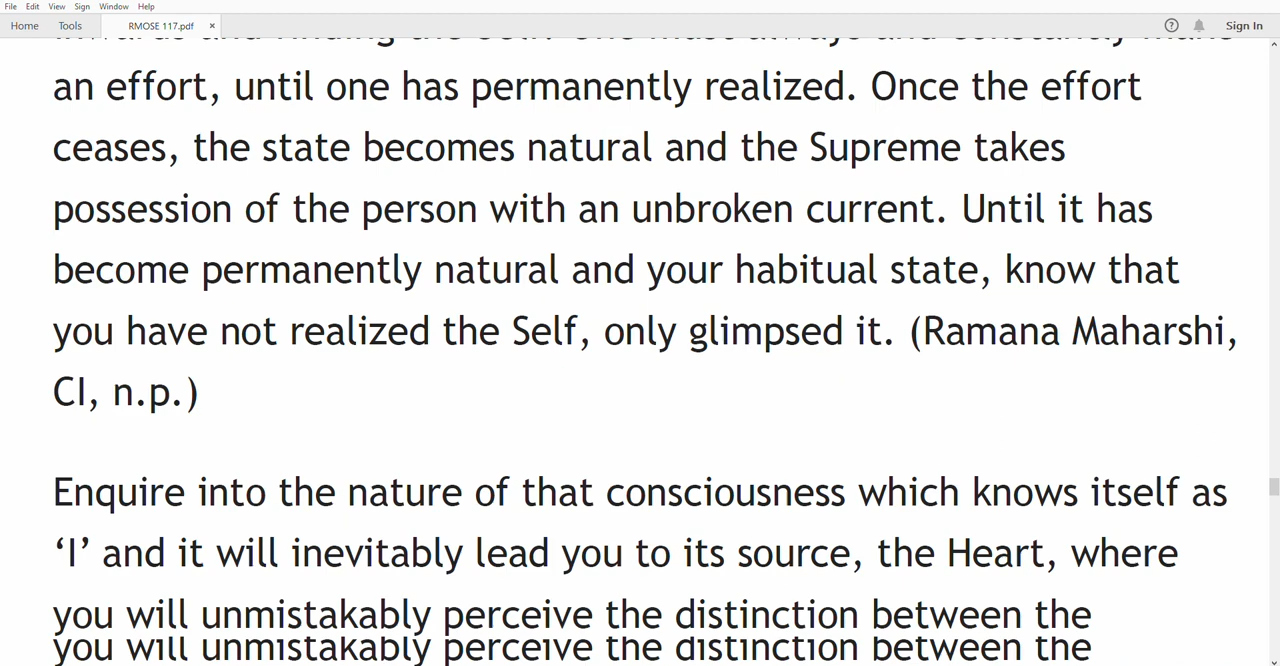 File Edit View Sign Window Help
Home Tools RMOSE 117.pdf × ? Sign In
an effort, until one has permanently realized. Once the effort
ceases, the state becomes natural and the Supreme takes
possession of the person with an unbroken current. Until it has
become permanently natural and your habitual state, know that
you have not realized the Self, only glimpsed it. (Ramana Maharshi,
CI, n.p.)
Enquire into the nature of that consciousness which knows itself as
‘I’ and it will inevitably lead you to its source, the Heart, where
you will unmistakably perceive the distinction between the
you will unmistakably perceive the distinction between the